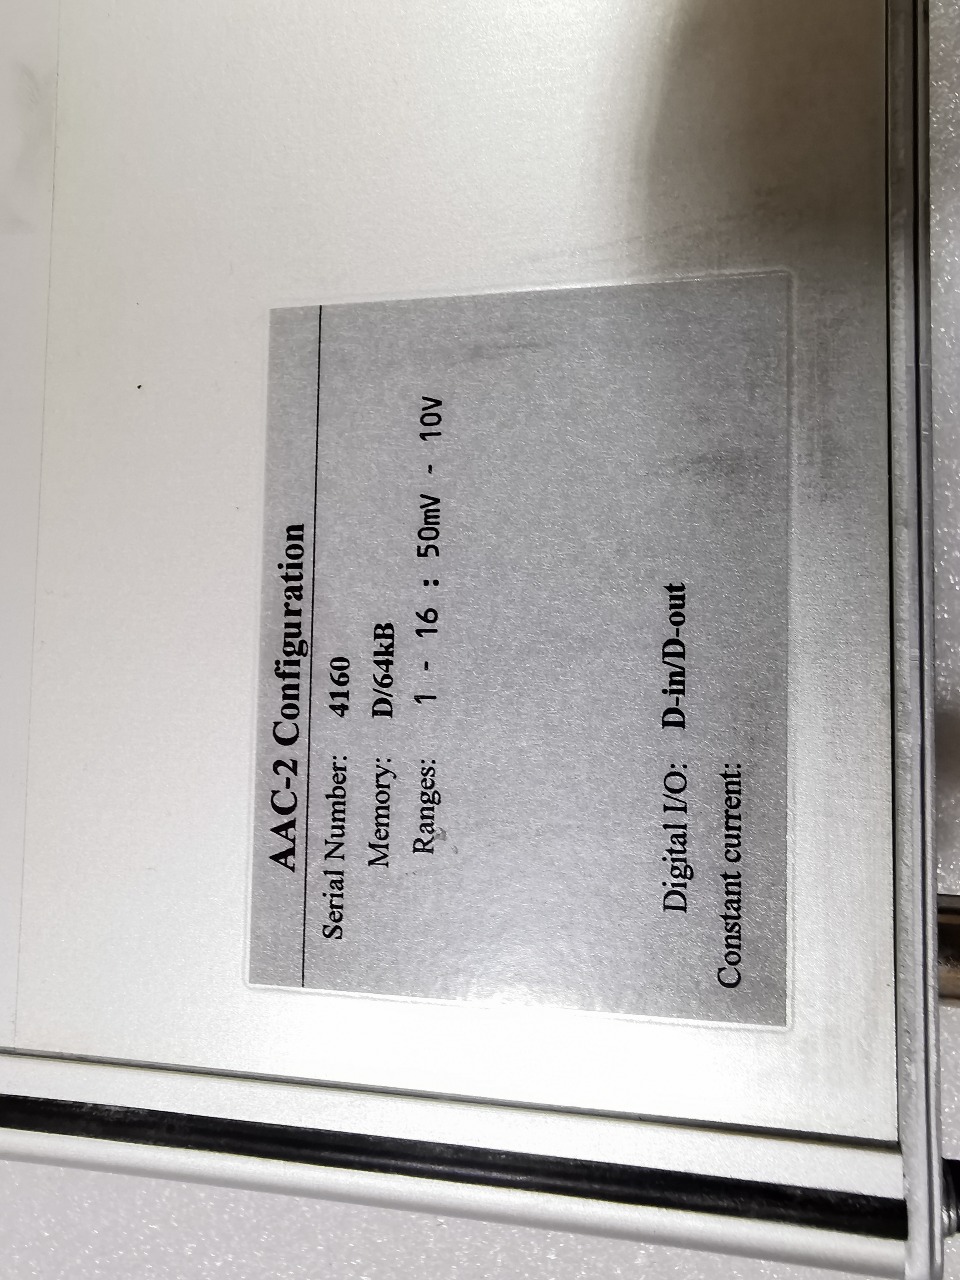 AAC-2 Configuration
Serial Number: 4160
Memory: D/64kB
Ranges: 1 - 16 : 50mV - 10V
Digital I/O: D-in/D-out
Constant current: